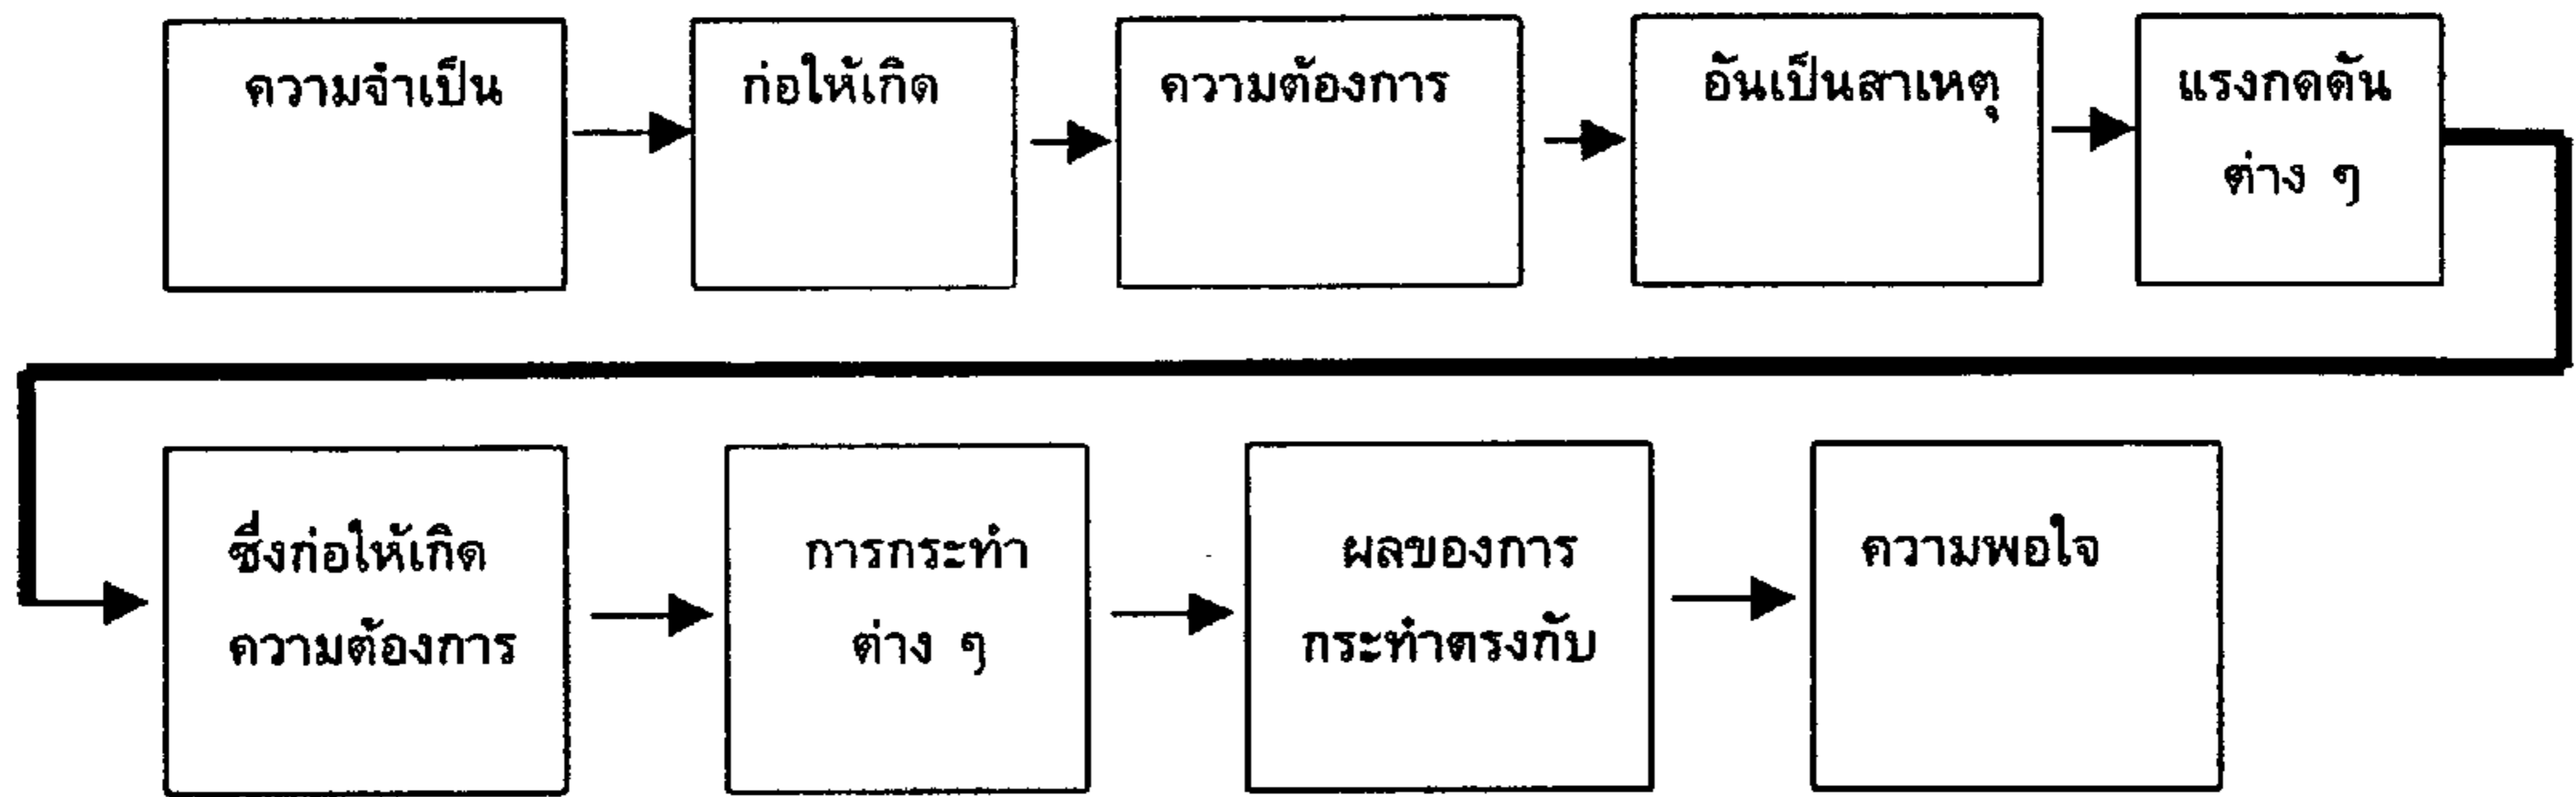 ความจำเป็น
ก่อให้เกิด
ความต้องการ
อันเป็นสาเหตุ
แรงกดดัน
ต่าง ๆ
ซึ่งก่อให้เกิด
ความต้องการ
การกระทำ
ต่าง ๆ
ผลของการ
กระทำตรงกับ
ความพอใจ